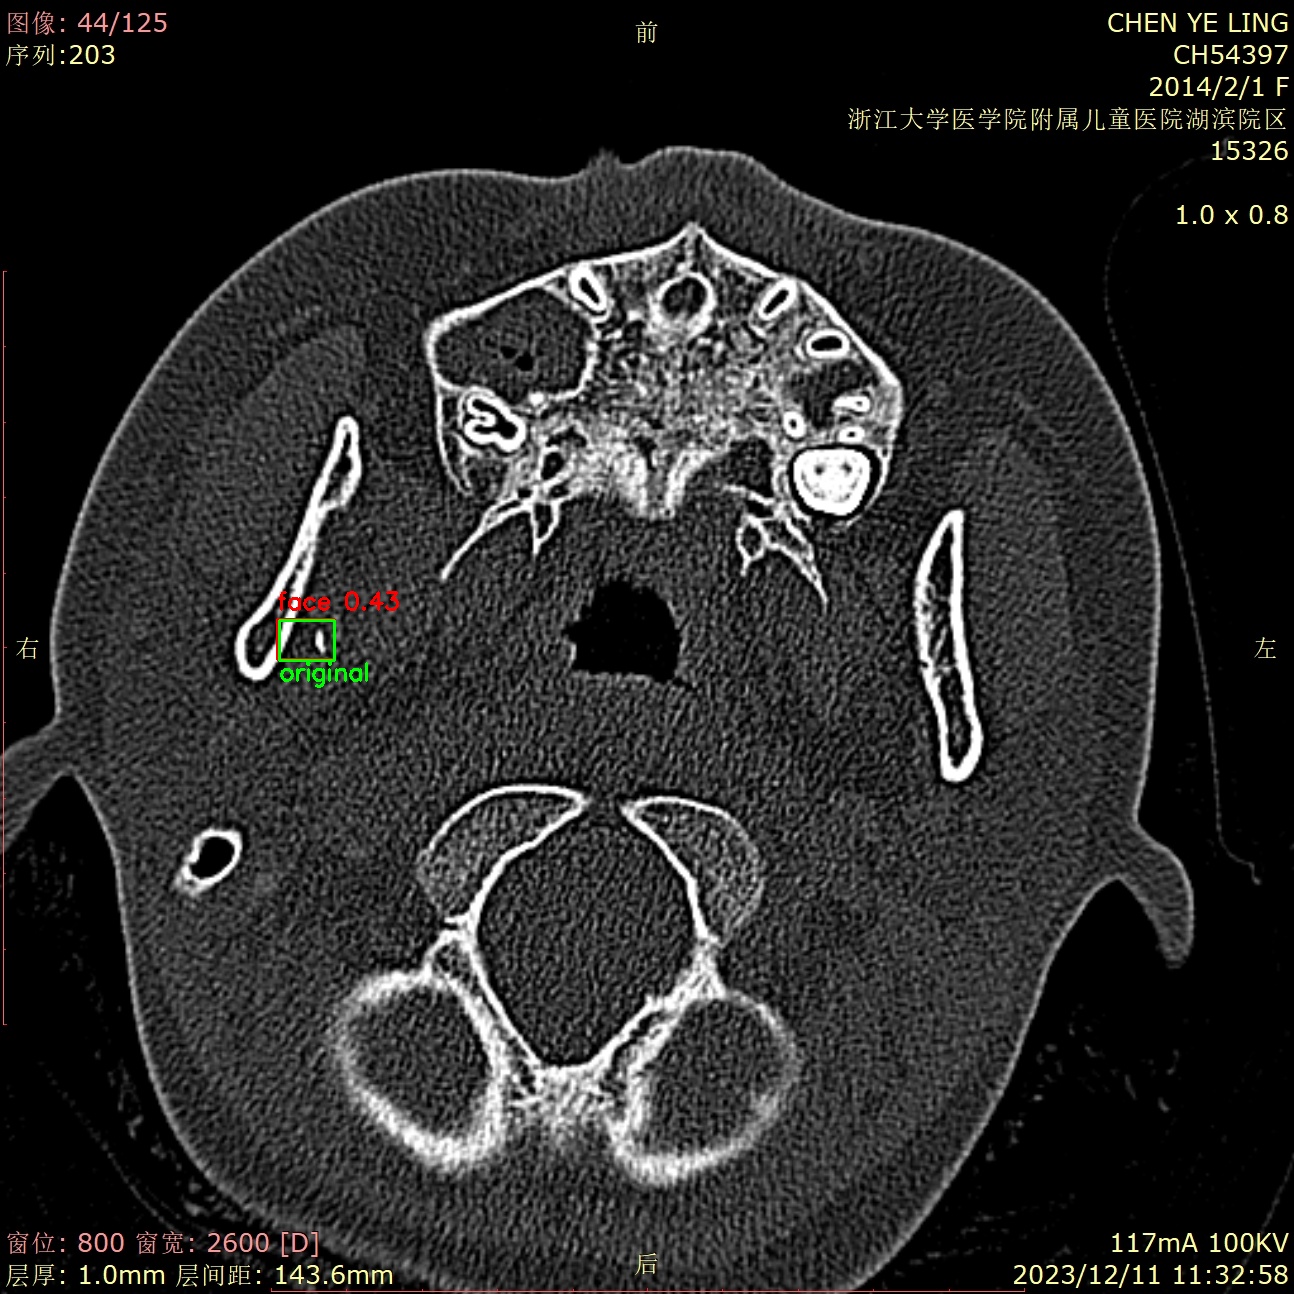 图像: 44/125
序列:203
前
CHEN YE LING
CH54397
2014/2/1 F
浙江大学医学院附属儿童医院湖滨院区
15326
1.0 x 0.8
face 0.43
original
右
左
窗位: 800 窗宽: 2600 [D]
层厚: 1.0mm 层间距: 143.6mm
后
117mA 100KV
2023/12/11 11:32:58